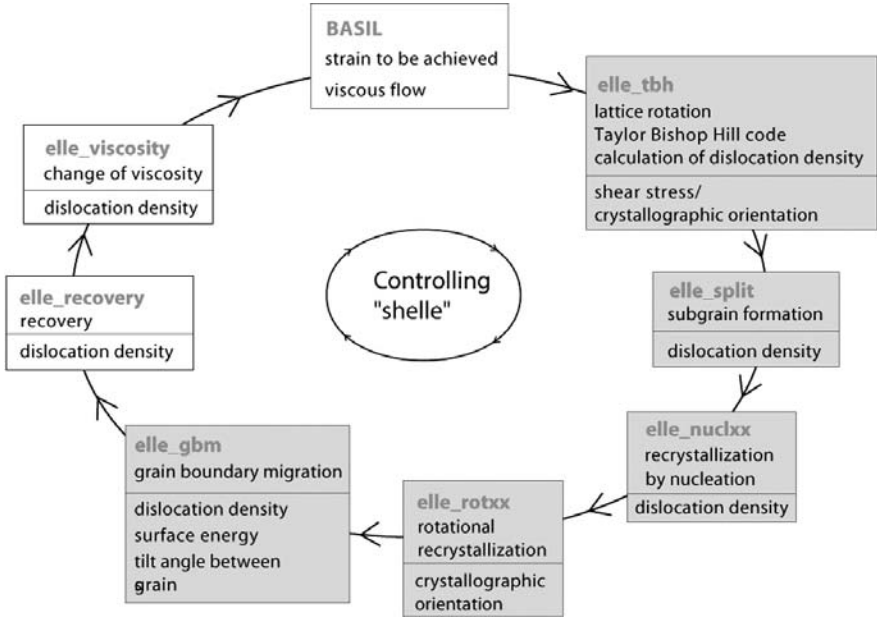 BASIL
strain to be achieved
viscous flow
elle_tbh
lattice rotation
Taylor Bishop Hill code
calculation of dislocation density
shear stress/
crystallographic orientation
elle_split
subgrain formation
dislocation density
elle_nuclxx
recrystallization
by nucleation
dislocation density
elle_rotxx
rotational
recrystallization
crystallographic
orientation
elle_gbm
grain boundary migration
dislocation density
surface energy
tilt angle between
grain
s
elle_recovery
recovery
dislocation density
elle_viscosity
change of viscosity
dislocation density
Controlling
"shelle"